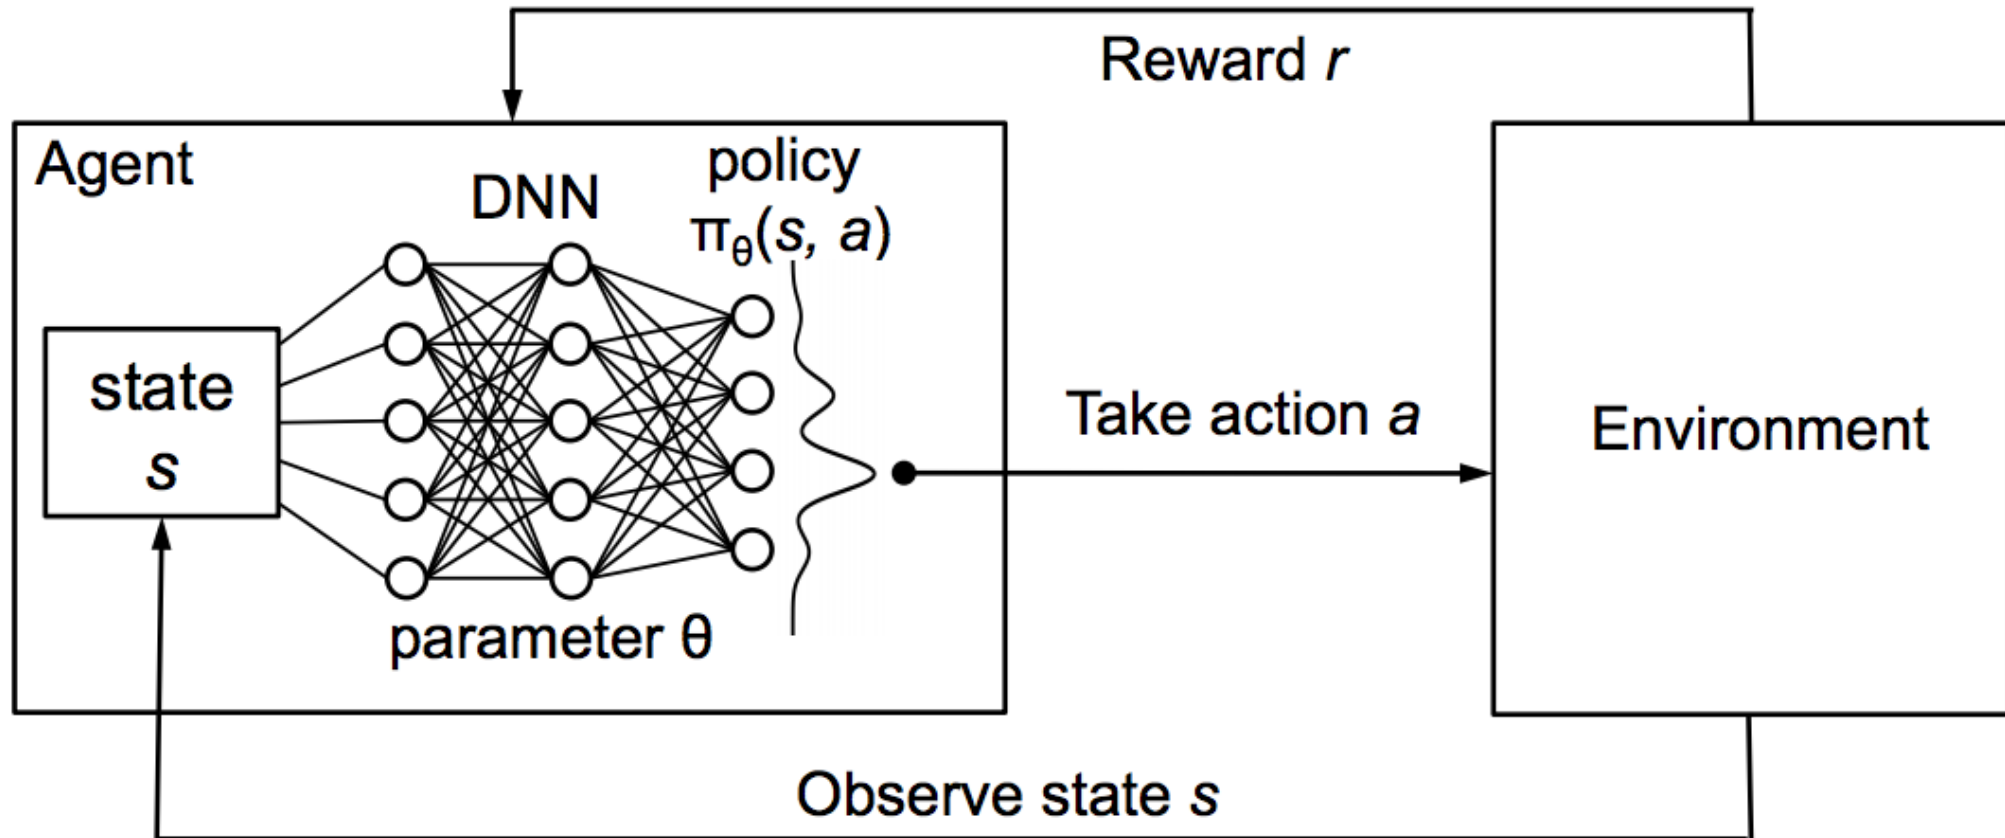 Reward r
Agent
DNN
policy
πθ(s, a)
state
s
Take action a
Environment
parameter θ
Observe state s